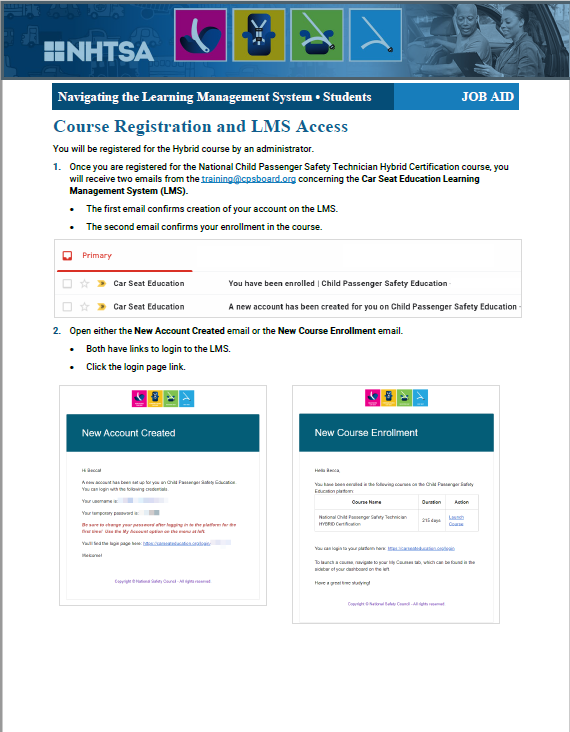 NHTSA
Navigating the Learning Management System • Students
JOB AID
Course Registration and LMS Access
You will be registered for the Hybrid course by an administrator.
1. Once you are registered for the National Child Passenger Safety Technician Hybrid Certification course, you
will receive two emails from the training@cpsboard.org concerning the Car Seat Education Learning
Management System (LMS).
• The first email confirms creation of your account on the LMS.
• The second email confirms your enrollment in the course.
Primary
Car Seat Education You have been enrolled | Child Passenger Safety Education -
Car Seat Education A new account has been created for you on Child Passenger Safety Education -
2. Open either the New Account Created email or the New Course Enrollment email.
• Both have links to login to the LMS.
• Click the login page link.
New Account Created
Hi Becca!
A new account has been set up for you on Child Passenger Safety Education.
You can login with the following credentials.
Your username is:
Your temporary password is:
Be sure to change your password after logging in to the platform for the
first time! Use the My Account option on the menu at left.
You'll find the login page here: https://carseateducation.org/login/
Welcome!
Copyright © National Safety Council - All rights reserved
New Course Enrollment
Hello Becca,
You have been enrolled in the following courses on the Child Passenger Safety
Education platform:
Course Name Duration Action
National Child Passenger Safety Technician
HYBRID Certification
215 days
Launch
Course
You can login to your platform here: https://carseateducation.org/login
To launch a course, navigate to your My Courses tab, which can be found in the
sidebar of your dashboard on the left.
Have a great time studying!
Copyright © National Safety Council - All rights reserved